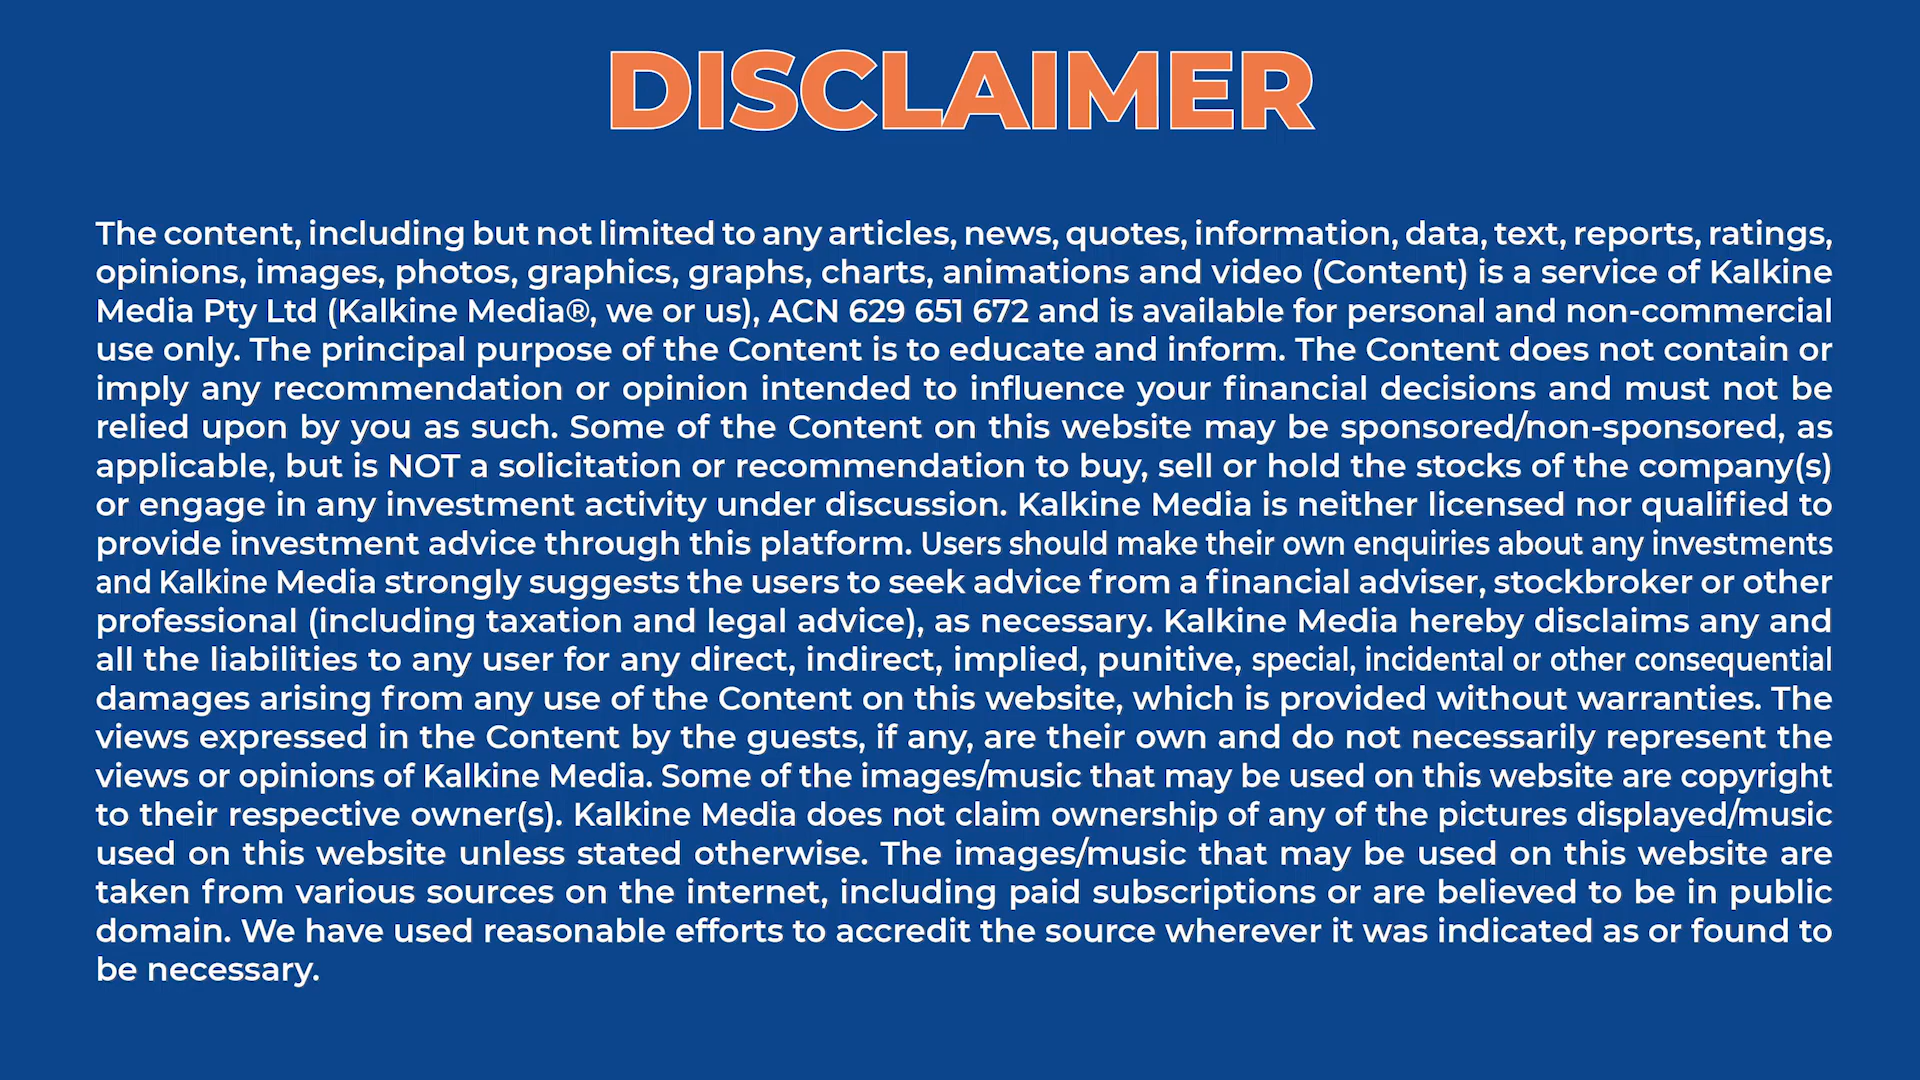 DISCLAIMER
The content, including but not limited to any articles, news, quotes, information, data, text, reports, ratings,
opinions, images, photos, graphics, graphs, charts, animations and video (Content) is a service of Kalkine
Media Pty Ltd (Kalkine Media®, we or us), ACN 629 651 672 and is available for personal and non-commercial
use only. The principal purpose of the Content is to educate and inform. The Content does not contain or
imply any recommendation or opinion intended to influence your financial decisions and must not be
relied upon by you as such. Some of the Content on this website may be sponsored/non-sponsored, as
applicable, but is NOT a solicitation or recommendation to buy, sell or hold the stocks of the company(s)
or engage in any investment activity under discussion. Kalkine Media is neither licensed nor qualified to
provide investment advice through this platform. Users should make their own enquiries about any investments
and Kalkine Media strongly suggests the users to seek advice from a financial adviser, stockbroker or other
professional (including taxation and legal advice), as necessary. Kalkine Media hereby disclaims any and
all the liabilities to any user for any direct, indirect, implied, punitive, special, incidental or other consequential
damages arising from any use of the Content on this website, which is provided without warranties. The
views expressed in the Content by the guests, if any, are their own and do not necessarily represent the
views or opinions of Kalkine Media. Some of the images/music that may be used on this website are copyright
to their respective owner(s). Kalkine Media does not claim ownership of any of the pictures displayed/music
used on this website unless stated otherwise. The images/music that may be used on this website are
taken from various sources on the internet, including paid subscriptions or are believed to be in public
domain. We have used reasonable efforts to accredit the source wherever it was indicated as or found to
be necessary.